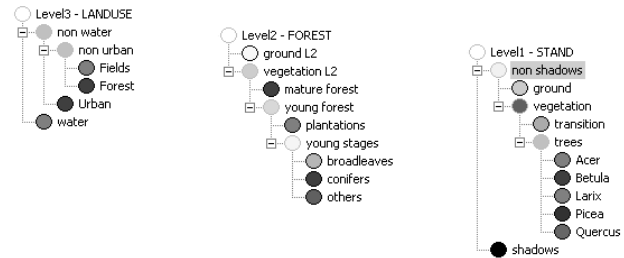 Level3 - LANDUSE
non water
non urban
Fields
Forest
Urban
water
Level2 - FOREST
ground L2
vegetation L2
mature forest
young forest
plantations
young stages
broadleaves
conifers
others
Level1 - STAND
non shadows
ground
vegetation
transition
trees
Acer
Betula
Larix
Picea
Quercus
shadows